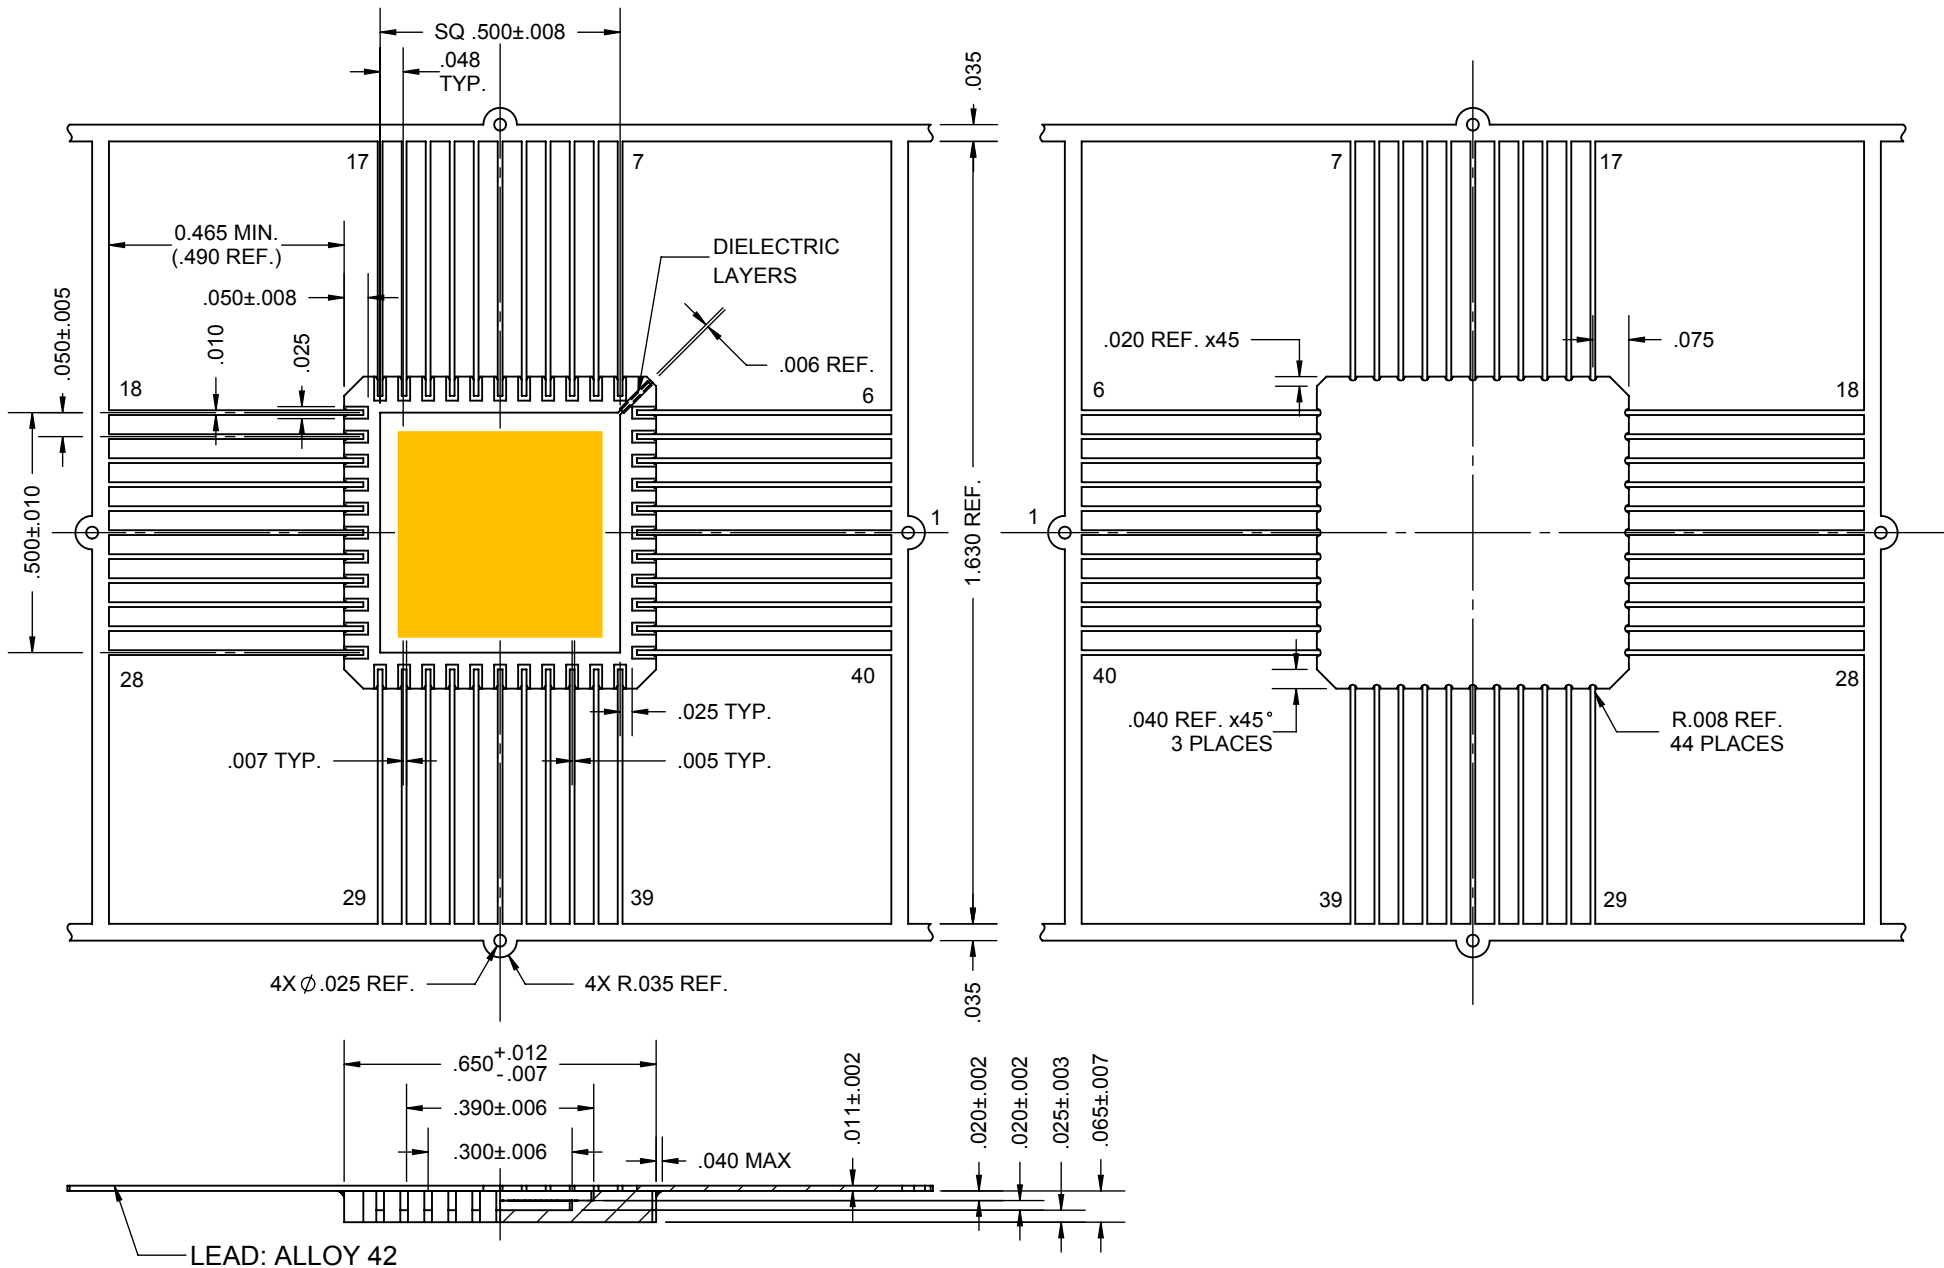 SQ .500±.008
.048
TYP.
.035
17
7
7
17
0.465 MIN.
(.490 REF.)
DIELECTRIC
LAYERS
.050±.008
.050±.005
.010
.025
.006 REF.
.020 REF. x45
.075
18
6
6
18
.500±.010
1
1.630 REF.
1
28
40
40
28
.025 TYP.
.007 TYP.
.005 TYP.
.040 REF. x45°
3 PLACES
R.008 REF.
44 PLACES
29
39
39
29
4X Ø.025 REF.
4X R.035 REF.
.035
.650 +.012
-.007
.390±.006
.300±.006
.040 MAX
.011±.002
.020±.002
.020±.002
.025±.003
.065±.007
LEAD: ALLOY 42